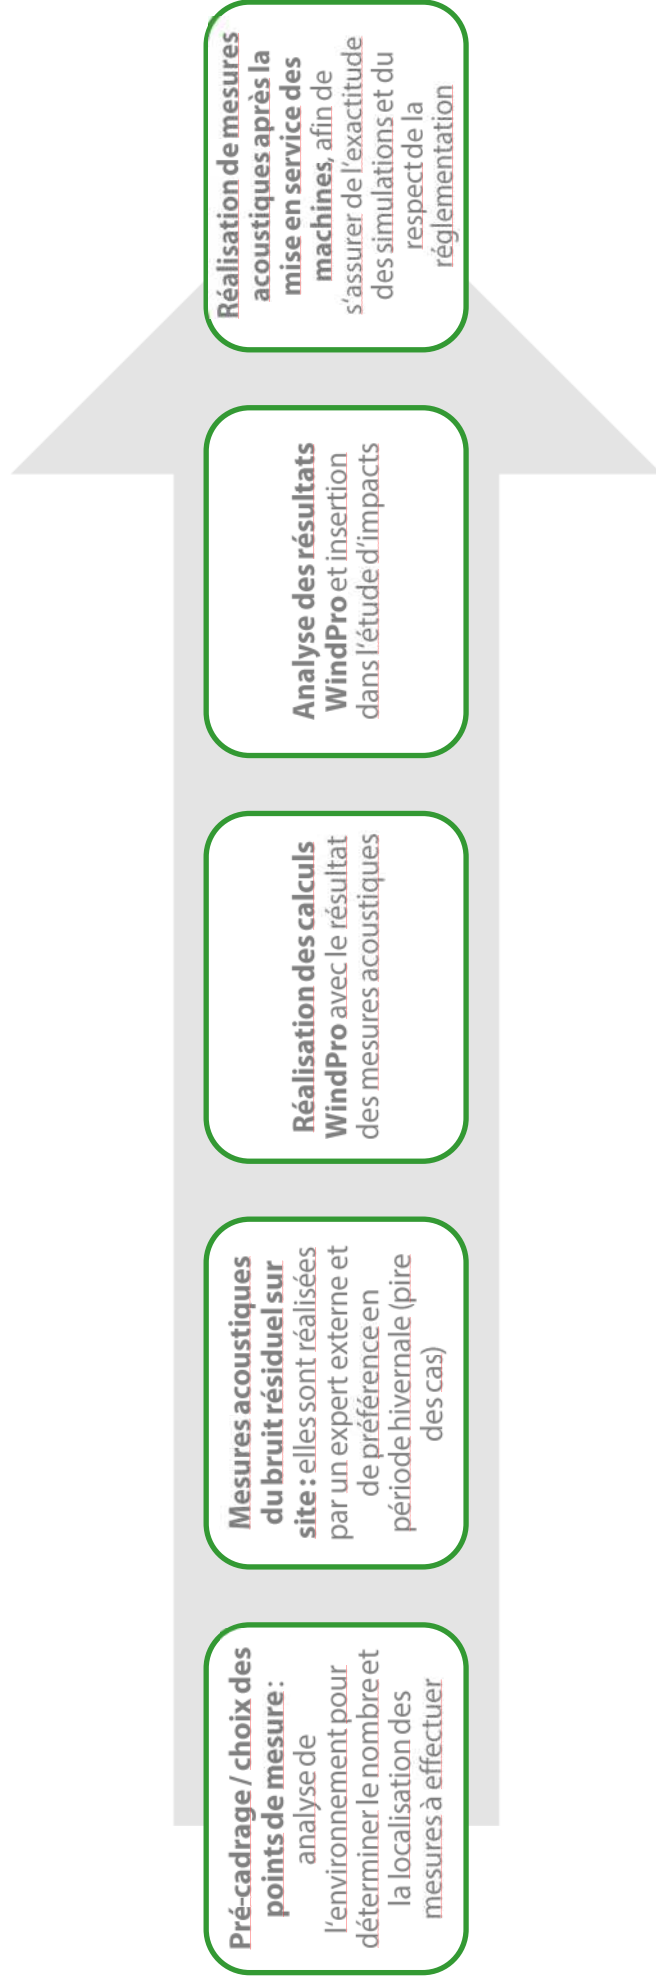 Pré-cadrage / choix des
points de mesure :
analyse de
l'environnement pour
déterminer le nombre et
la localisation des
mesures à effectuer
Mesures acoustiques
du bruit résiduel sur
site : elles sont réalisées
par un expert externe et
de préférence en
période hivernale (pire
des cas)
Réalisation des calculs
WindPro avec le résultat
des mesures acoustiques
Analyse des résultats
WindPro et insertion
dans l'étude d'impacts
Réalisation de mesures
acoustiques après la
mise en service des
machines, afin de
s'assurer de l'exactitude
des simulations et du
respect de la
réglementation